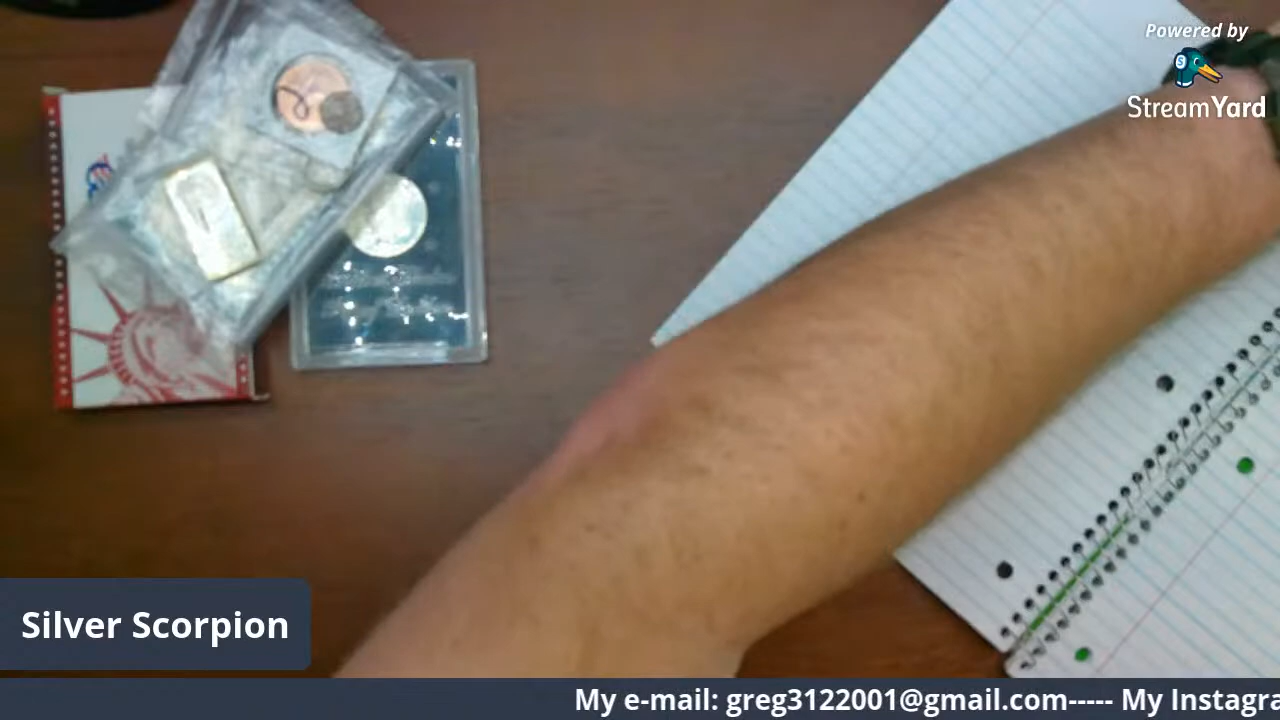 Powered by
StreamYard
Silver Scorpion
My e-mail: greg3122001@gmail.com----- My Instagra